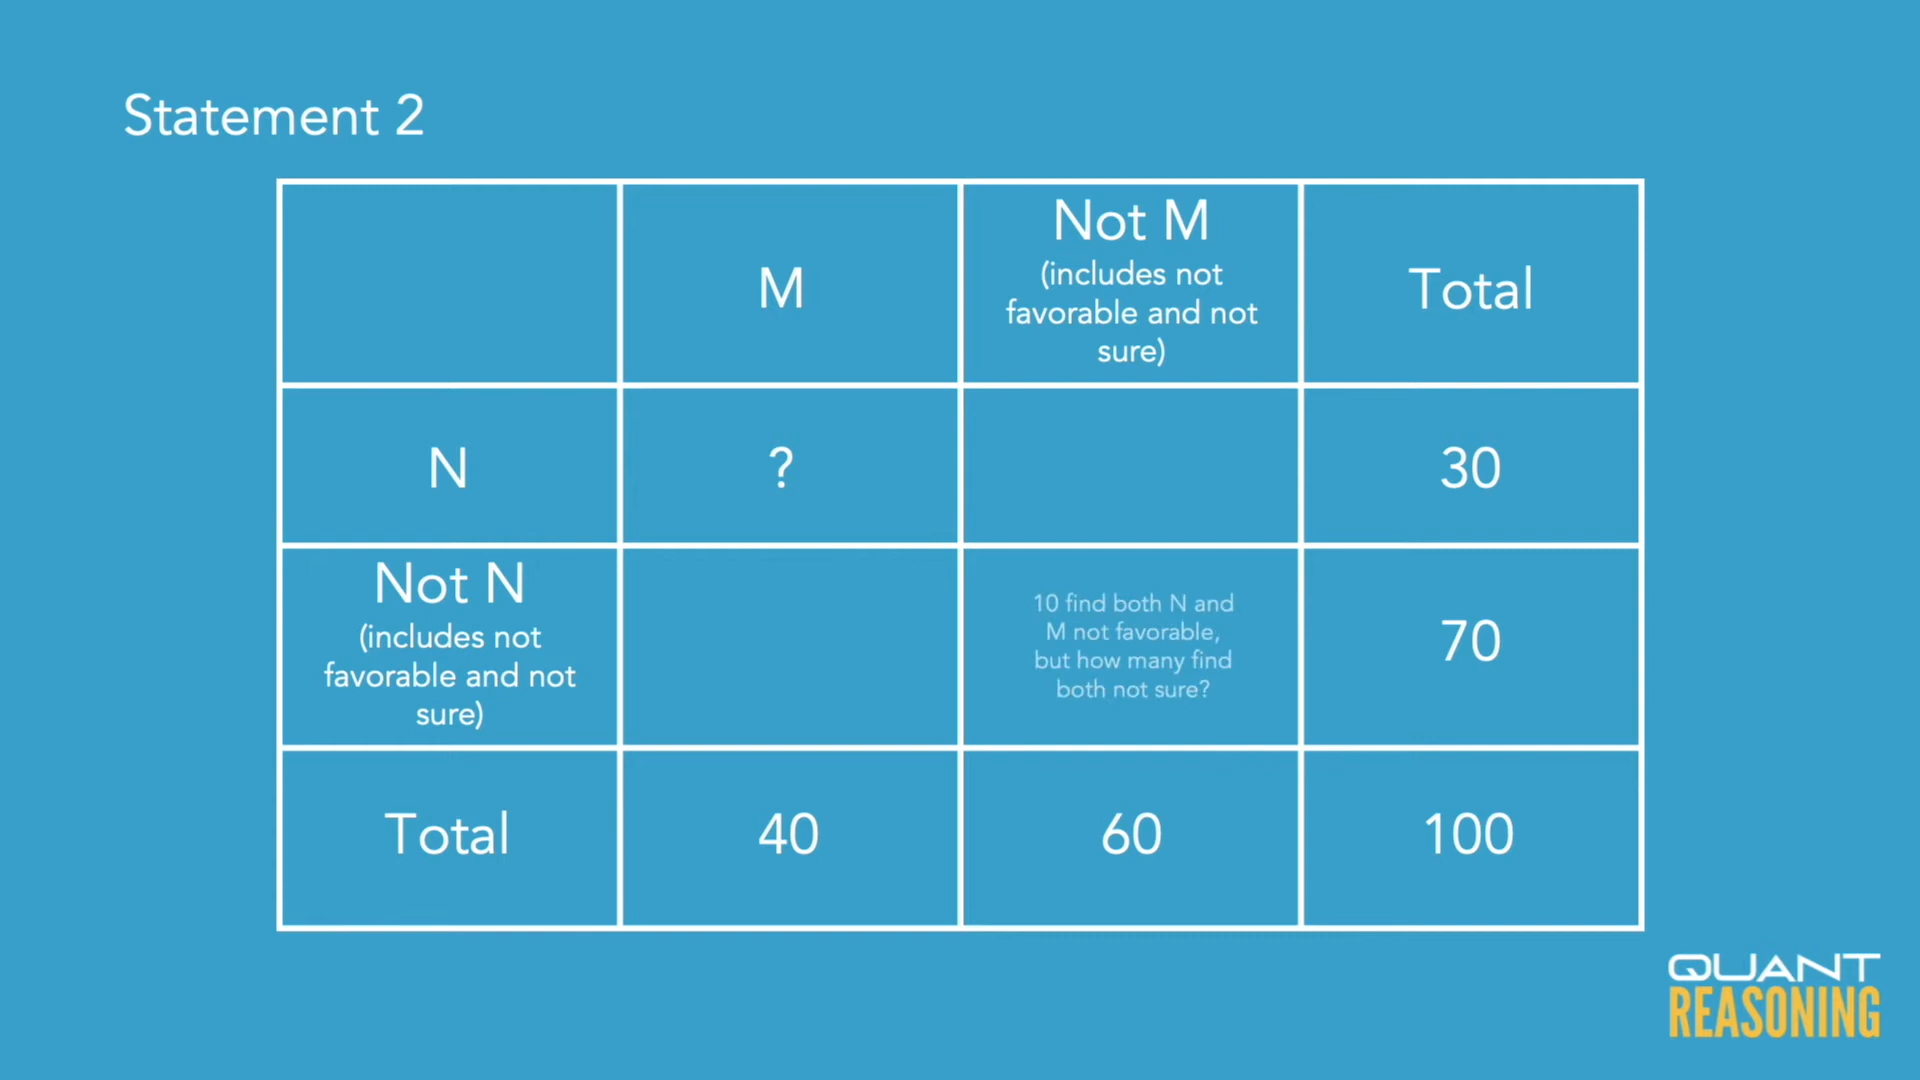 Statement 2
M
Not M
(includes not
favorable and not
sure)
Total
N
?
30
Not N
(includes not
favorable and not
sure)
10 find both N and
M not favorable,
but how many find
both not sure?
70
Total
40
60
100
QUANT
REASONING